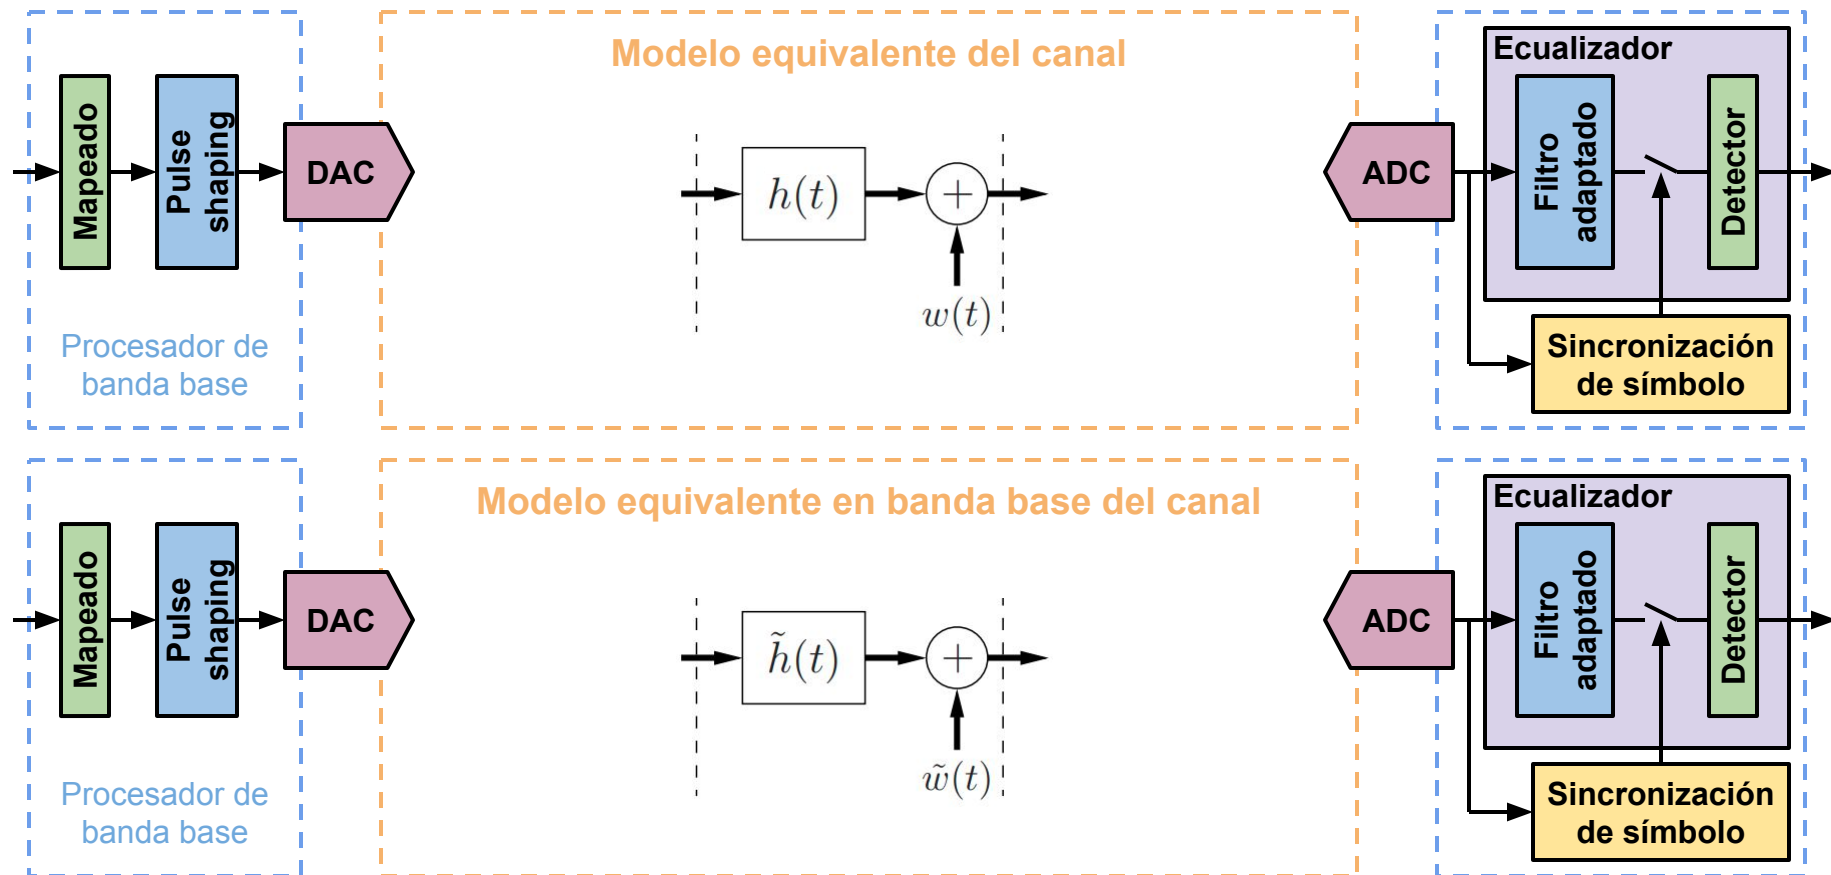 Modelo equivalente del canal
Mapeado
Pulse
shaping
DAC
h(t)
+
w(t)
ADC
Ecualizador
Filtro
adaptado
Detector
Sincronización
de símbolo
Procesador de
banda base
Modelo equivalente en banda base del canal
Mapeado
Pulse
shaping
DAC
h̃(t)
+
w̃(t)
ADC
Ecualizador
Filtro
adaptado
Detector
Sincronización
de símbolo
Procesador de
banda base